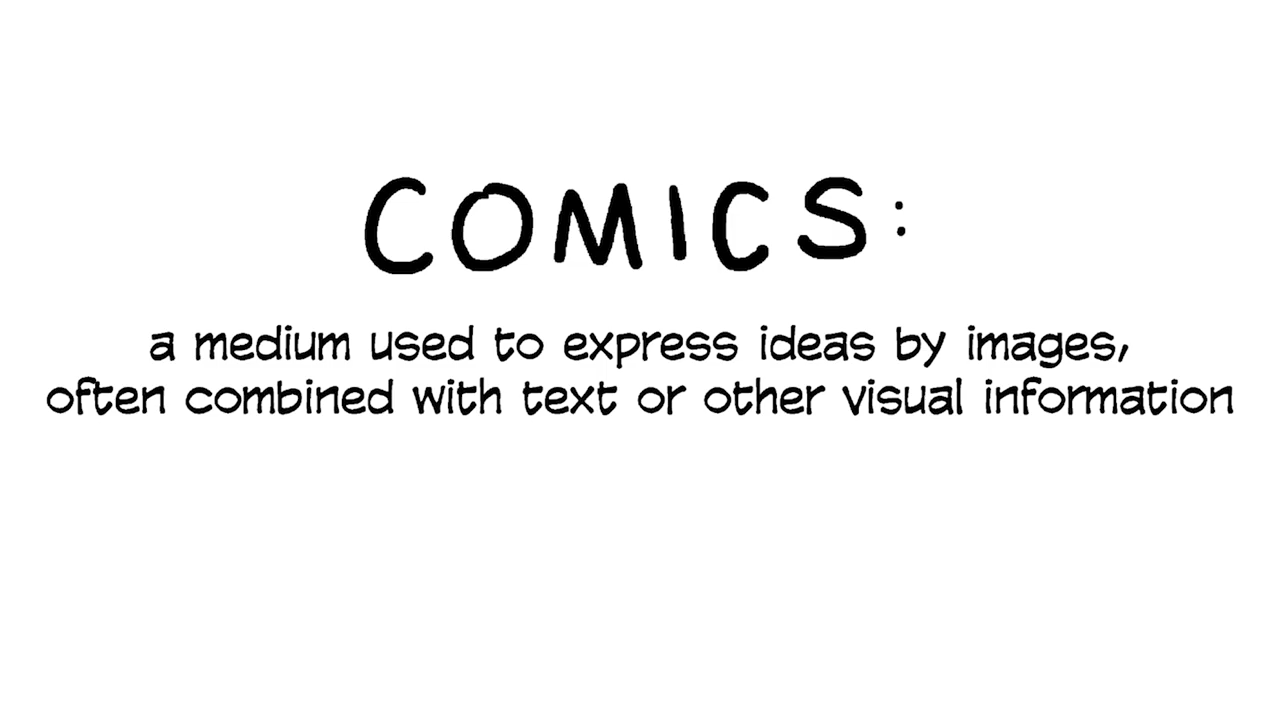 COMICS:
a medium used to express ideas by images,
often combined with text or other visual information